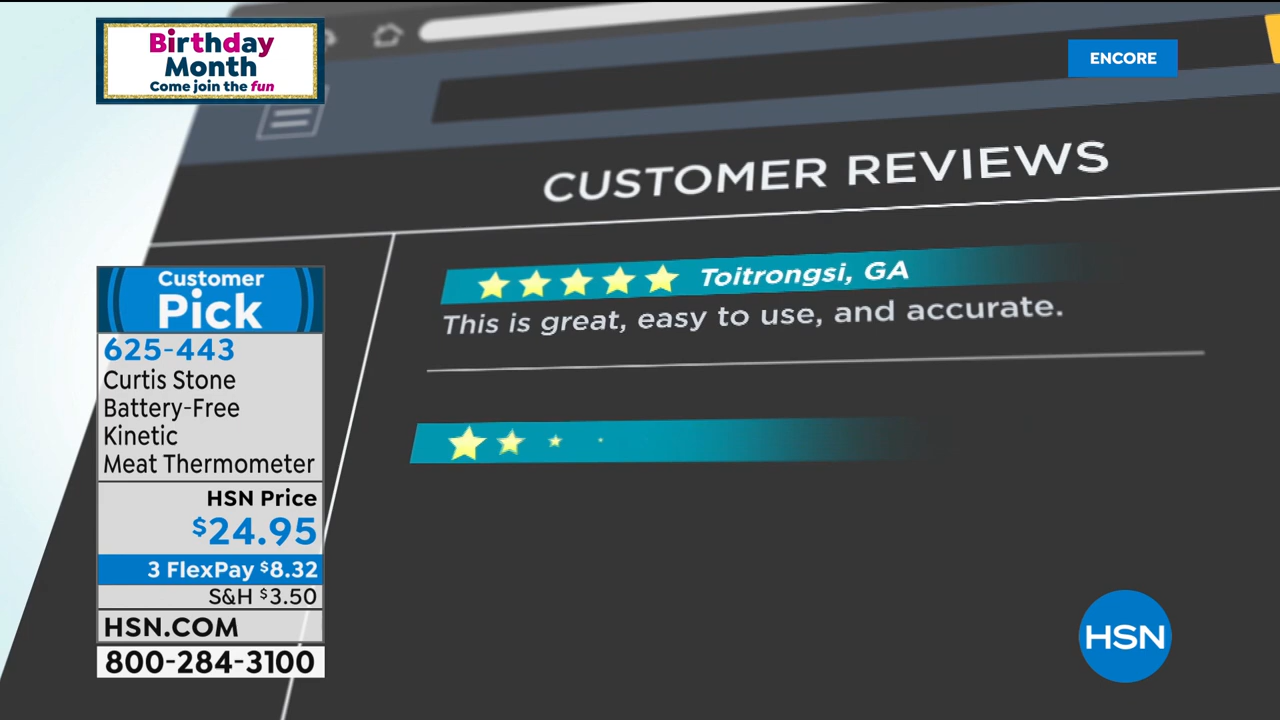 Birthday
Month
Come join the fun
ENCORE
CUSTOMER REVIEWS
Toitrongsi, GA
This is great, easy to use, and accurate.
Customer
Pick
625-443
Curtis Stone
Battery-Free
Kinetic
Meat Thermometer
HSN Price
$24.95
3 FlexPay $8.32
S&H $3.50
HSN.COM
800-284-3100
HSN